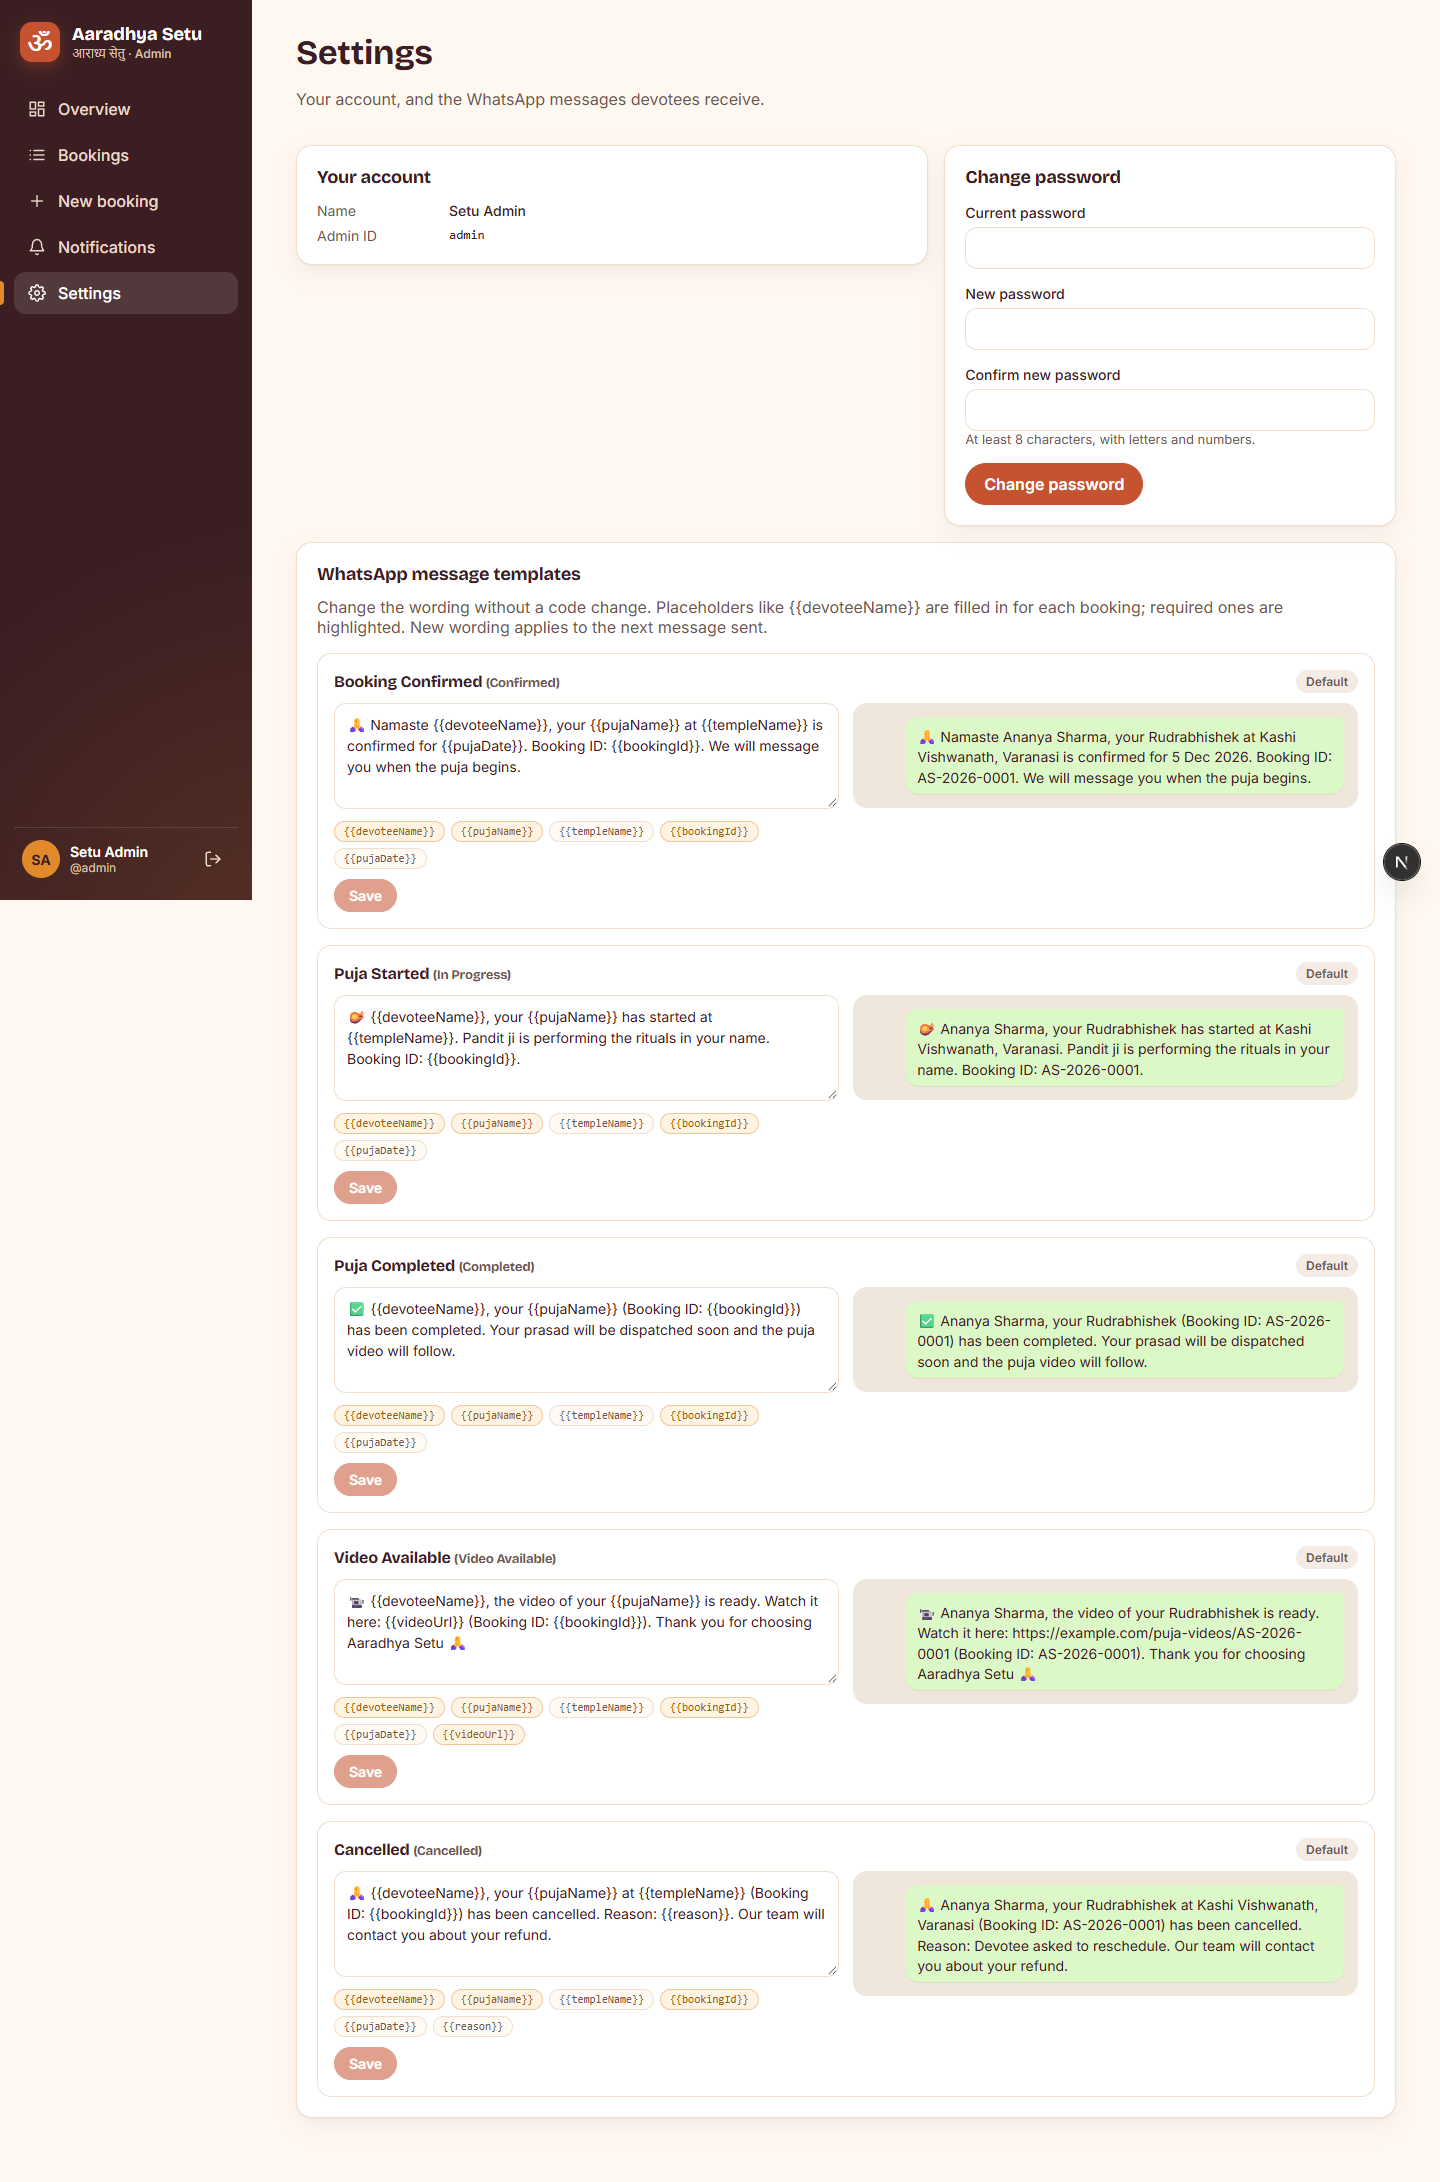 ॐ
Aaradhya Setu
आराध्य सेतु · Admin
Overview
Bookings
New booking
Notifications
Settings
SA
Setu Admin
@admin
Settings
Your account, and the WhatsApp messages devotees receive.
Your account
Name Setu Admin
Admin ID admin
Change password
Current password
New password
Confirm new password
At least 8 characters, with letters and numbers.
Change password
WhatsApp message templates
Change the wording without a code change. Placeholders like {{devoteeName}} are filled in for each booking; required ones are
highlighted. New wording applies to the next message sent.
Booking Confirmed (Confirmed) Default
🙏 Namaste {{devoteeName}}, your {{pujaName}} at {{templeName}} is
confirmed for {{pujaDate}}. Booking ID: {{bookingId}}. We will message
you when the puja begins.
🙏 Namaste Ananya Sharma, your Rudrabhishek at Kashi
Vishwanath, Varanasi is confirmed for 5 Dec 2026. Booking ID:
AS-2026-0001. We will message you when the puja begins.
{{devoteeName}} {{pujaName}} {{templeName}} {{bookingId}}
{{pujaDate}}
Save
Puja Started (In Progress) Default
🪔 {{devoteeName}}, your {{pujaName}} has started at
{{templeName}}. Pandit ji is performing the rituals in your name.
Booking ID: {{bookingId}}.
🪔 Ananya Sharma, your Rudrabhishek has started at Kashi
Vishwanath, Varanasi. Pandit ji is performing the rituals in your
name. Booking ID: AS-2026-0001.
{{devoteeName}} {{pujaName}} {{templeName}} {{bookingId}}
{{pujaDate}}
Save
Puja Completed (Completed) Default
✅ {{devoteeName}}, your {{pujaName}} (Booking ID: {{bookingId}})
has been completed. Your prasad will be dispatched soon and the puja
video will follow.
✅ Ananya Sharma, your Rudrabhishek (Booking ID: AS-2026-
0001) has been completed. Your prasad will be dispatched
soon and the puja video will follow.
{{devoteeName}} {{pujaName}} {{templeName}} {{bookingId}}
{{pujaDate}}
Save
Video Available (Video Available) Default
📹 {{devoteeName}}, the video of your {{pujaName}} is ready. Watch it
here: {{videoUrl}} (Booking ID: {{bookingId}}). Thank you for choosing
Aaradhya Setu 🙏
📹 Ananya Sharma, the video of your Rudrabhishek is ready.
Watch it here: https://example.com/puja-videos/AS-2026-
0001 (Booking ID: AS-2026-0001). Thank you for choosing
Aaradhya Setu 🙏
{{devoteeName}} {{pujaName}} {{templeName}} {{bookingId}}
{{pujaDate}} {{videoUrl}}
Save
Cancelled (Cancelled) Default
🙏 {{devoteeName}}, your {{pujaName}} at {{templeName}} (Booking
ID: {{bookingId}}) has been cancelled. Reason: {{reason}}. Our team will
contact you about your refund.
🙏 Ananya Sharma, your Rudrabhishek at Kashi Vishwanath,
Varanasi (Booking ID: AS-2026-0001) has been cancelled.
Reason: Devotee asked to reschedule. Our team will contact
you about your refund.
{{devoteeName}} {{pujaName}} {{templeName}} {{bookingId}}
{{pujaDate}} {{reason}}
Save
N